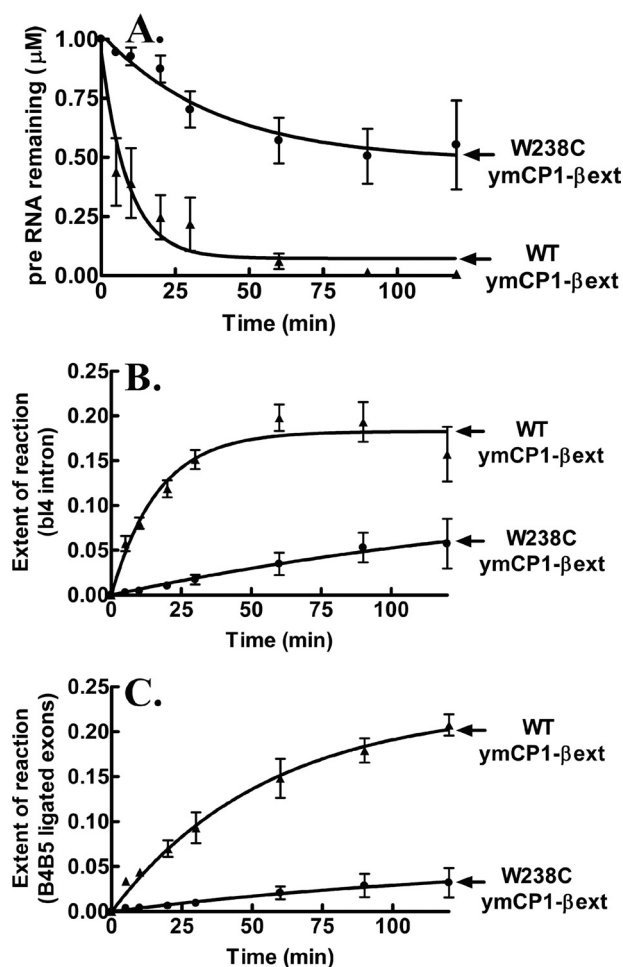 A.
pre RNA remaining (μM)
1.00
0.75
0.50
0.25
0.00
0
25
50
75
100
Time (min)
W238C
ymCP1-βext
WT
ymCP1-βext
B.
Extent of reaction
(bI4 intron)
0.25
0.20
0.15
0.10
0.05
0.00
0
25
50
75
100
Time (min)
WT
ymCP1-βext
W238C
ymCP1-βext
C.
Extent of reaction
(B4B5 ligated exons)
0.25
0.20
0.15
0.10
0.05
0.00
0
25
50
75
100
Time (min)
WT
ymCP1-βext
W238C
ymCP1-βext